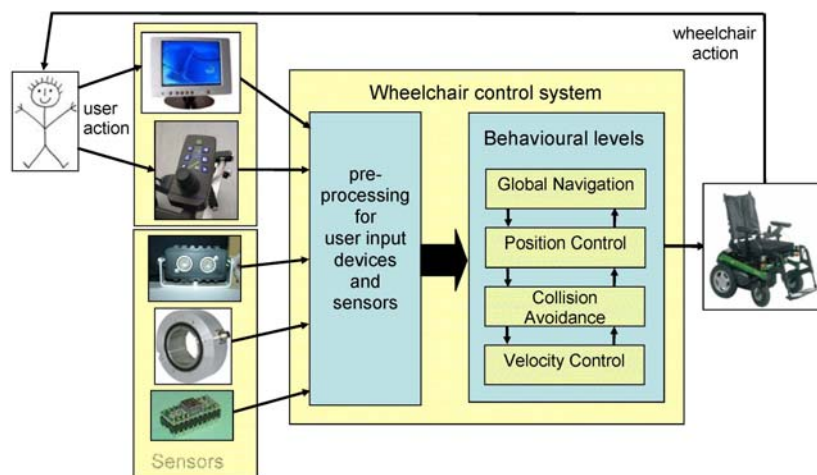 wheelchair
action
user
action
Wheelchair control system
pre-
processing
for
user input
devices
and
sensors
Behavioural levels
Global Navigation
Position Control
Collision
Avoidance
Velocity Control
Sensors